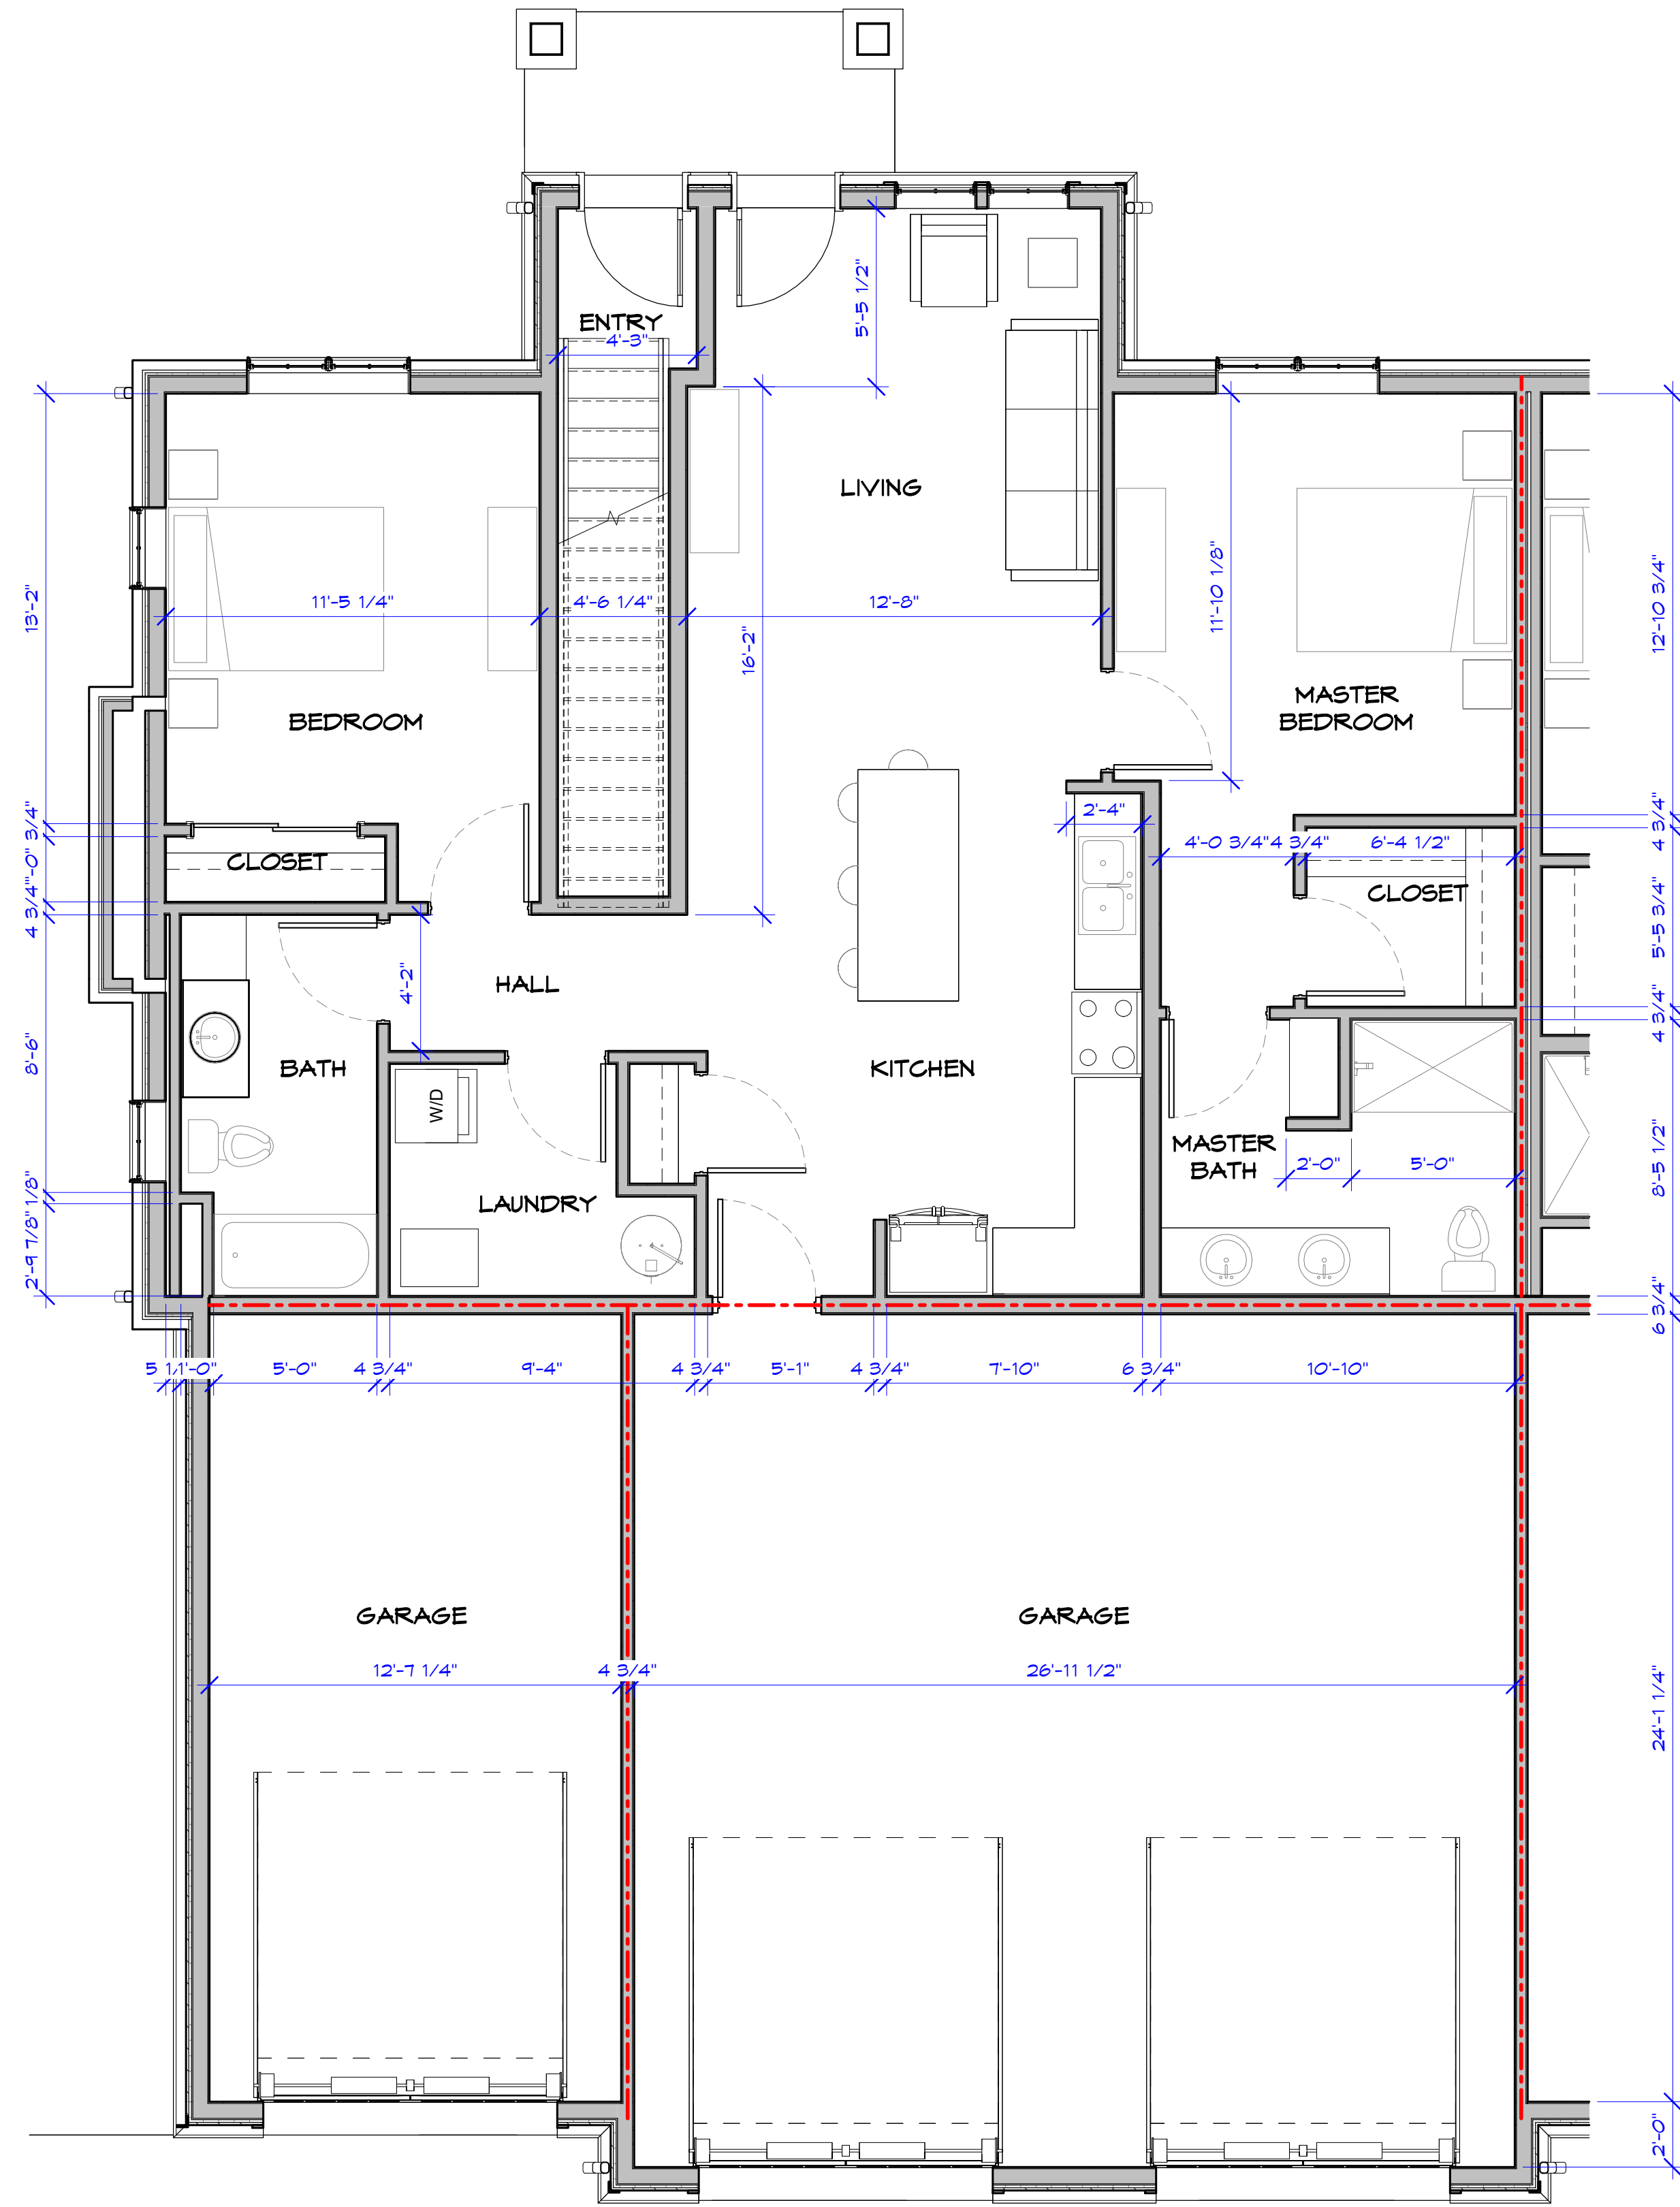 ENTRY
4'-3"
5'-5 1/2"
LIVING
11'-5 1/4"
4'-6 1/4"
12'-8"
16'-2"
11'-10 1/8"
13'-2"
12'-10 3/4"
BEDROOM
MASTER
BEDROOM
2'-4"
4'-0 3/4"
4 3/4"
6'-4 1/2"
CLOSET
CLOSET
4 3/4"
-0"
3/4"
4 3/4"
5'-5 3/4"
4 3/4"
HALL
4'-2"
8'-6"
BATH
KITCHEN
W/D
MASTER
BATH
2'-0"
5'-0"
8'-5 1/2"
LAUNDRY
2'-9 7/8"
1/8"
6 3/4"
5 1
1'-0"
5'-0"
4 3/4"
9'-4"
4 3/4"
5'-1"
4 3/4"
7'-10"
6 3/4"
10'-10"
GARAGE
GARAGE
12'-7 1/4"
4 3/4"
26'-11 1/2"
24'-1 1/4"
2'-0"